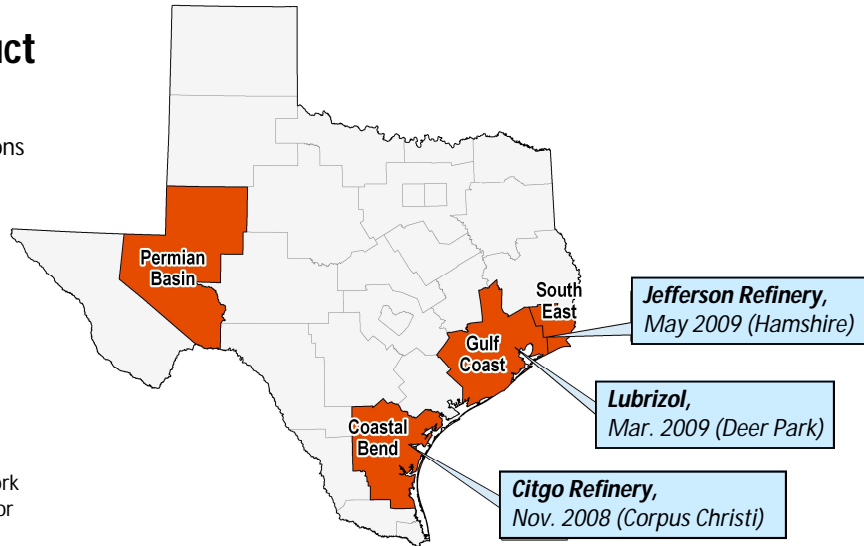 uct
ons
Permian
Basin
South
East
Jefferson Refinery,
May 2009 (Hamshire)
Gulf
Coast
Lubrizol,
Mar. 2009 (Deer Park)
Coastal
Bend
Citgo Refinery,
Nov. 2008 (Corpus Christi)
ork
or